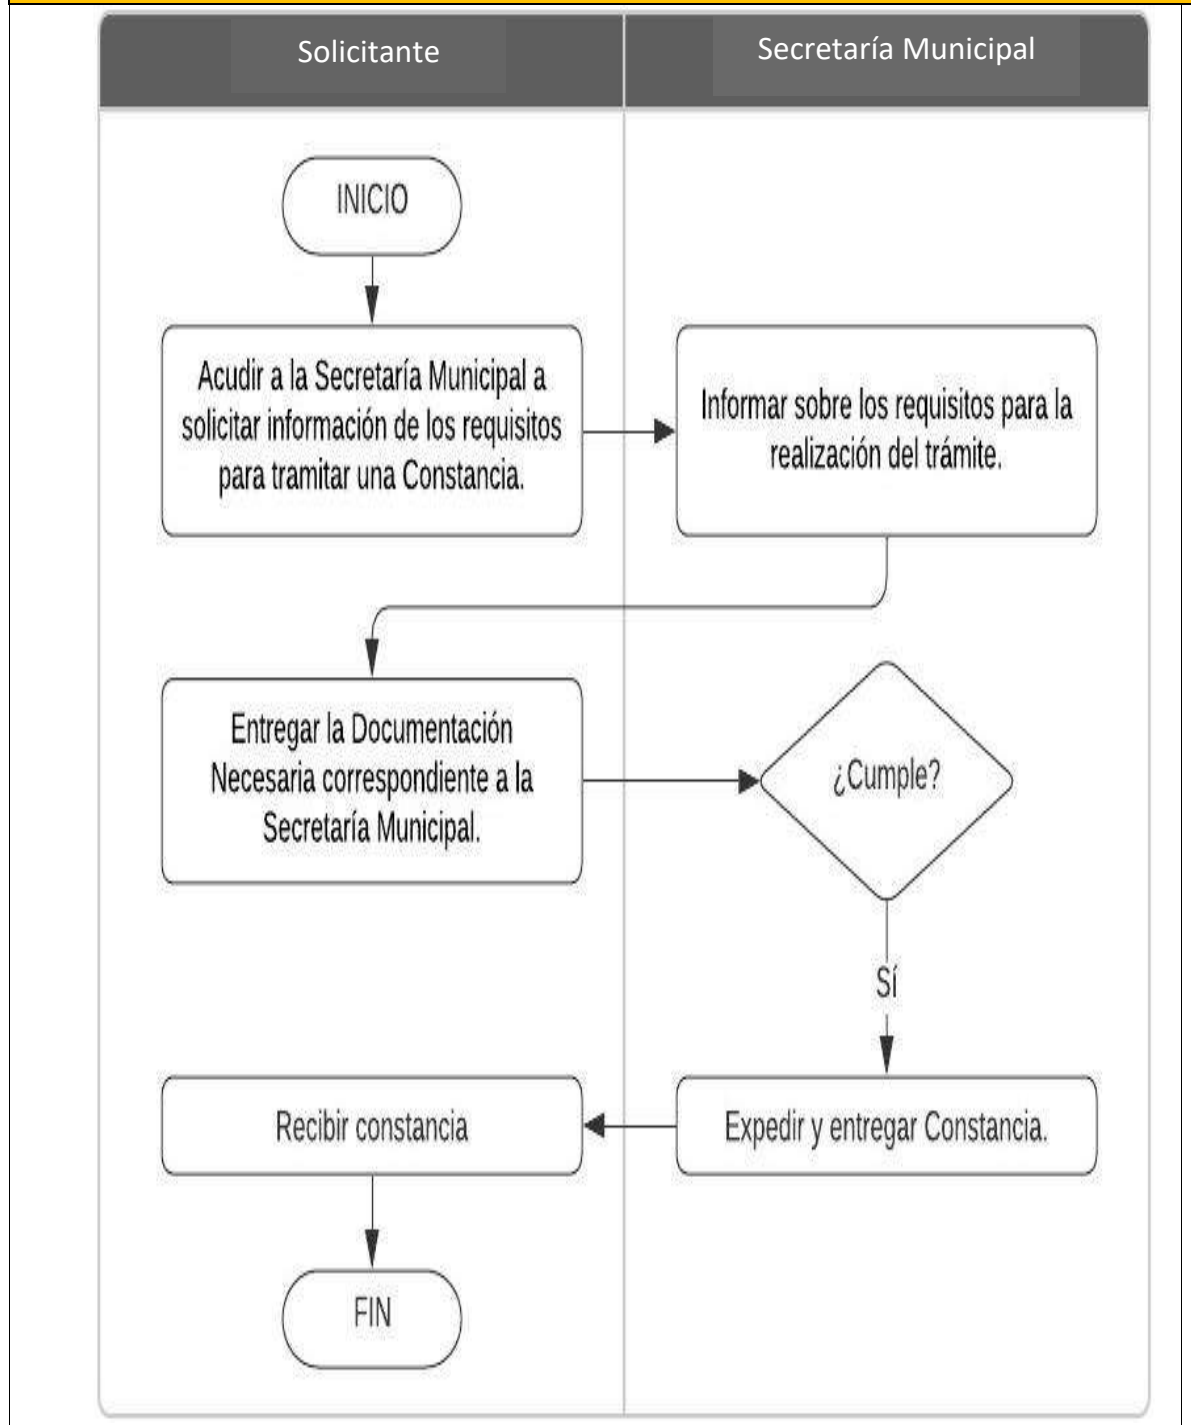 Solicitante
Secretaría Municipal
INICIO
Acudir a la Secretaría Municipal a
solicitar información de los requisitos
para tramitar una Constancia.
Informar sobre los requisitos para la
realización del trámite.
Entregar la Documentación
Necesaria correspondiente a la
Secretaría Municipal.
¿Cumple?
Sí
Expedir y entregar Constancia.
Recibir constancia
FIN